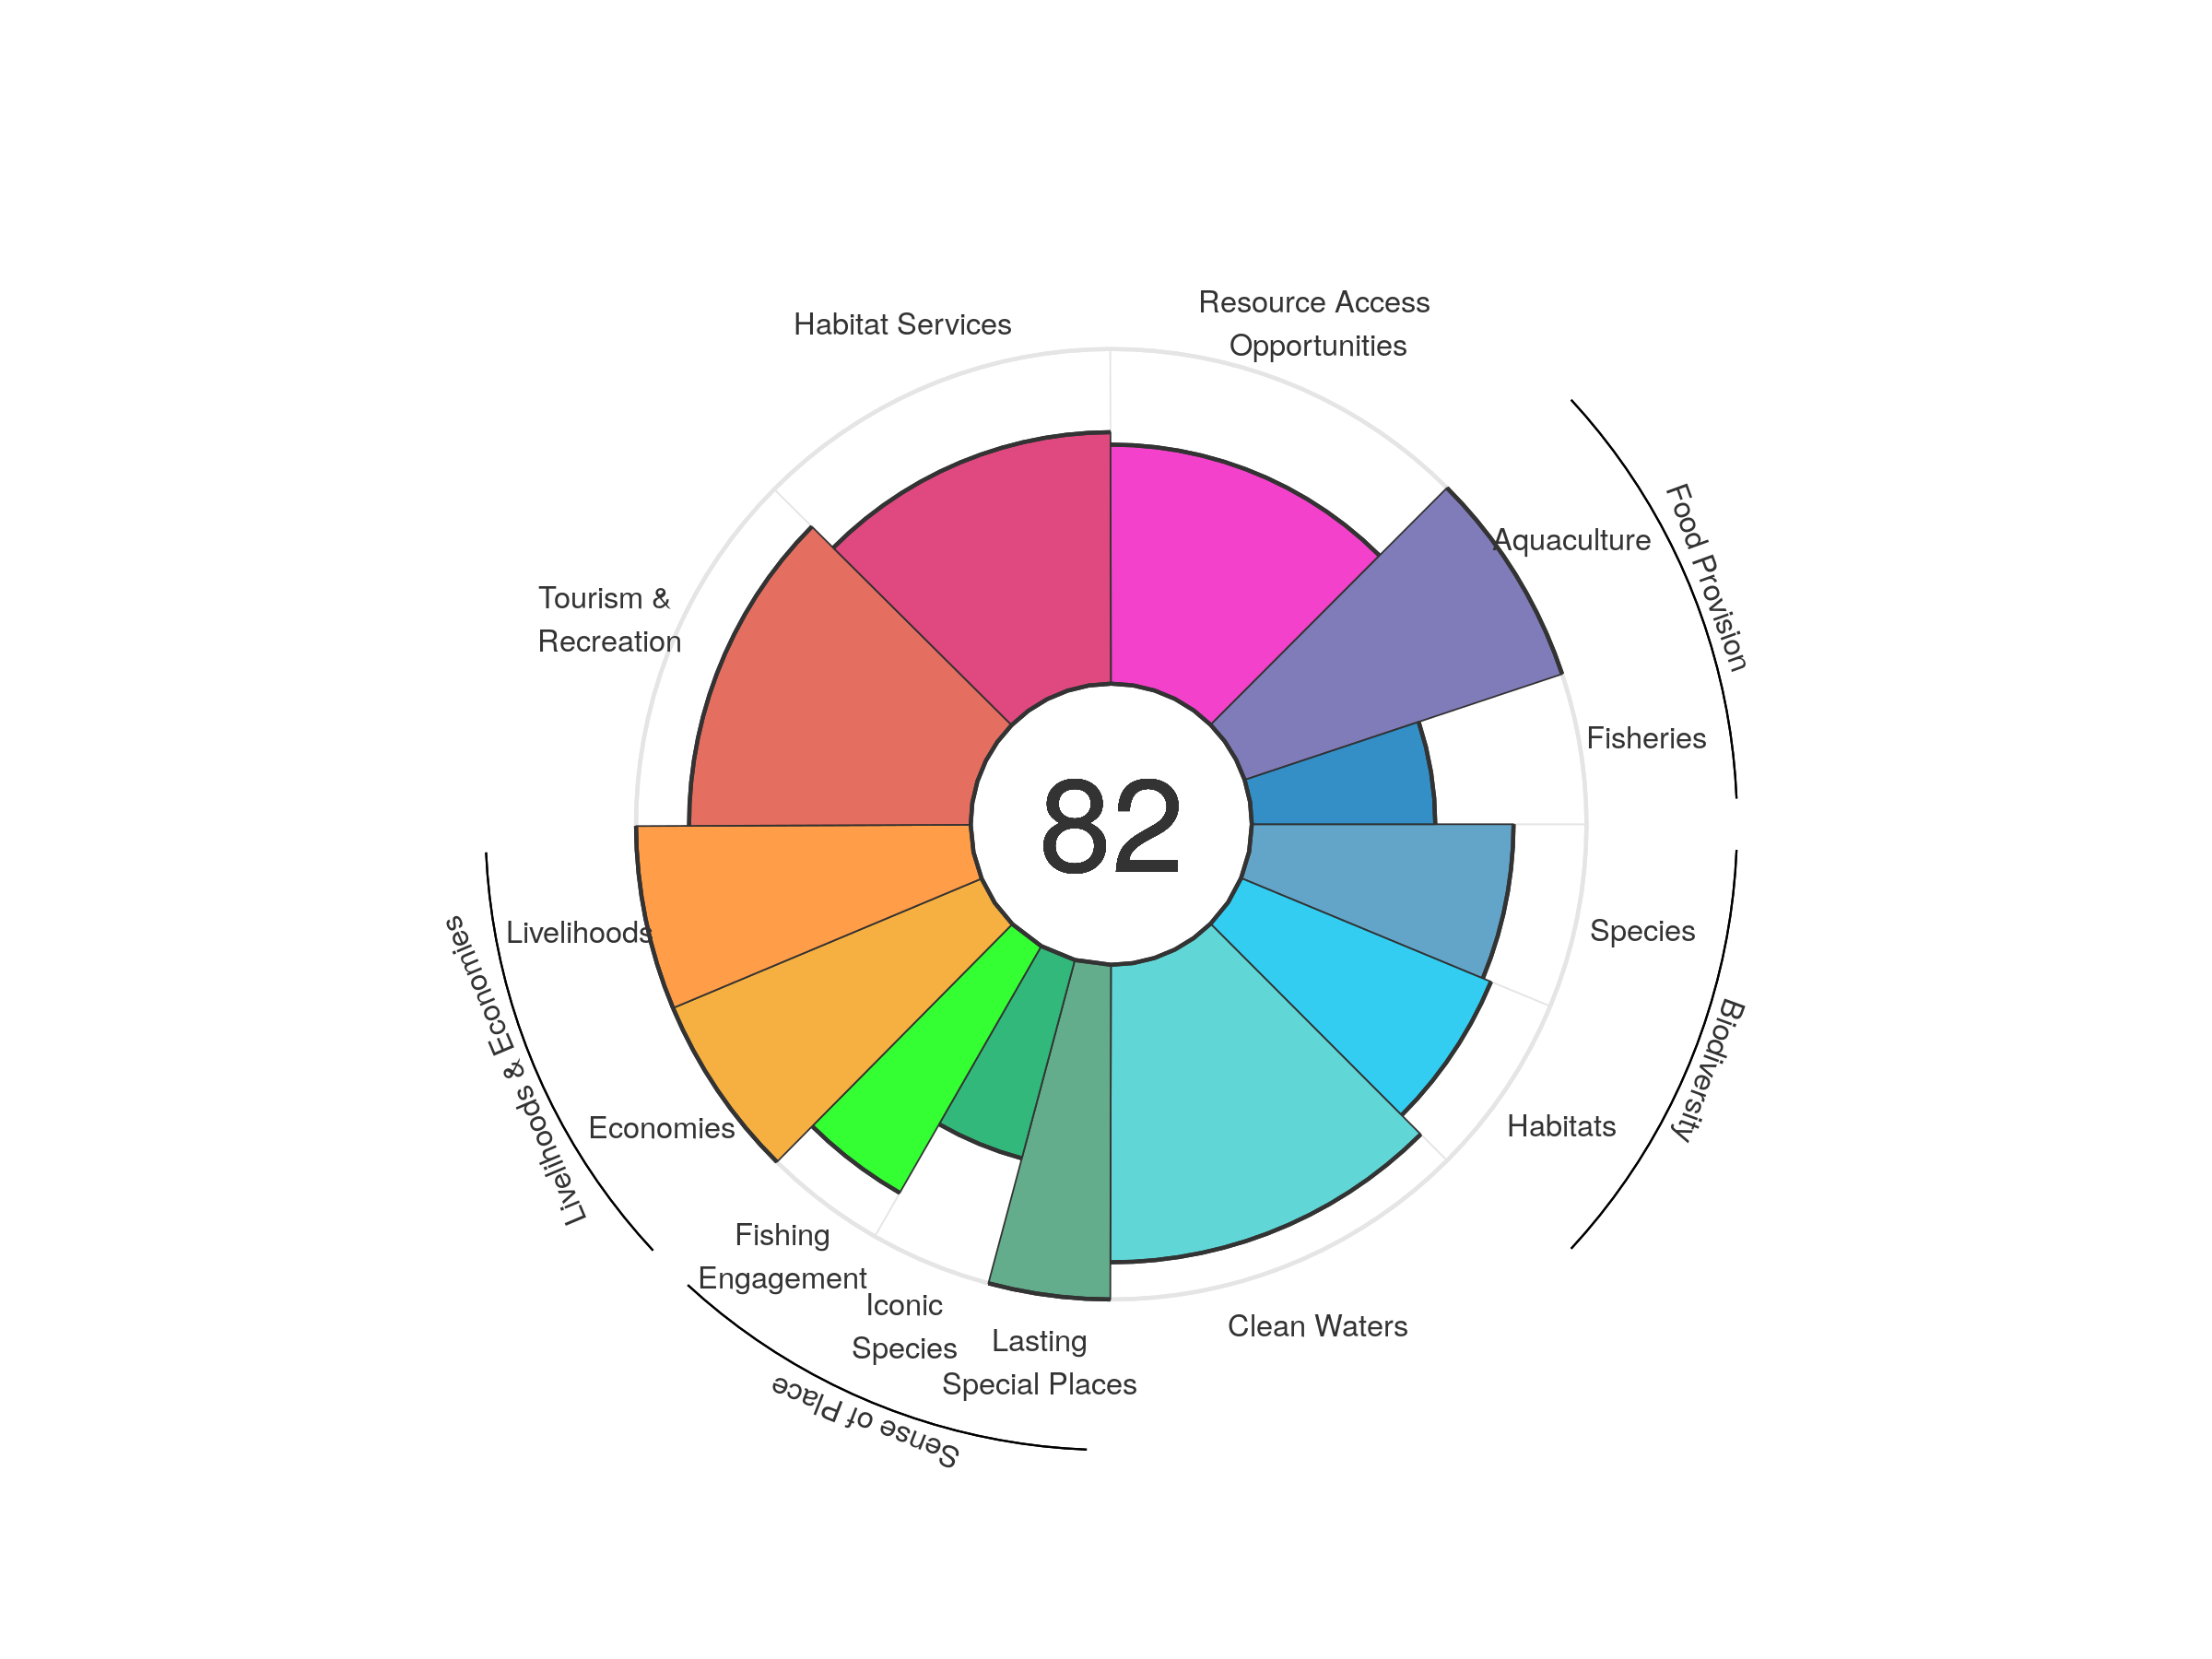 Resource Access
Opportunities
Habitat Services
Aquaculture
Food Provision
Tourism &
Recreation
Fisheries
82
Species
Livelihoods
Livelihoods & Economies
Biodiversity
Habitats
Economies
Fishing
Engagement
Iconic
Species
Lasting
Special Places
Clean Waters
Sense of Place